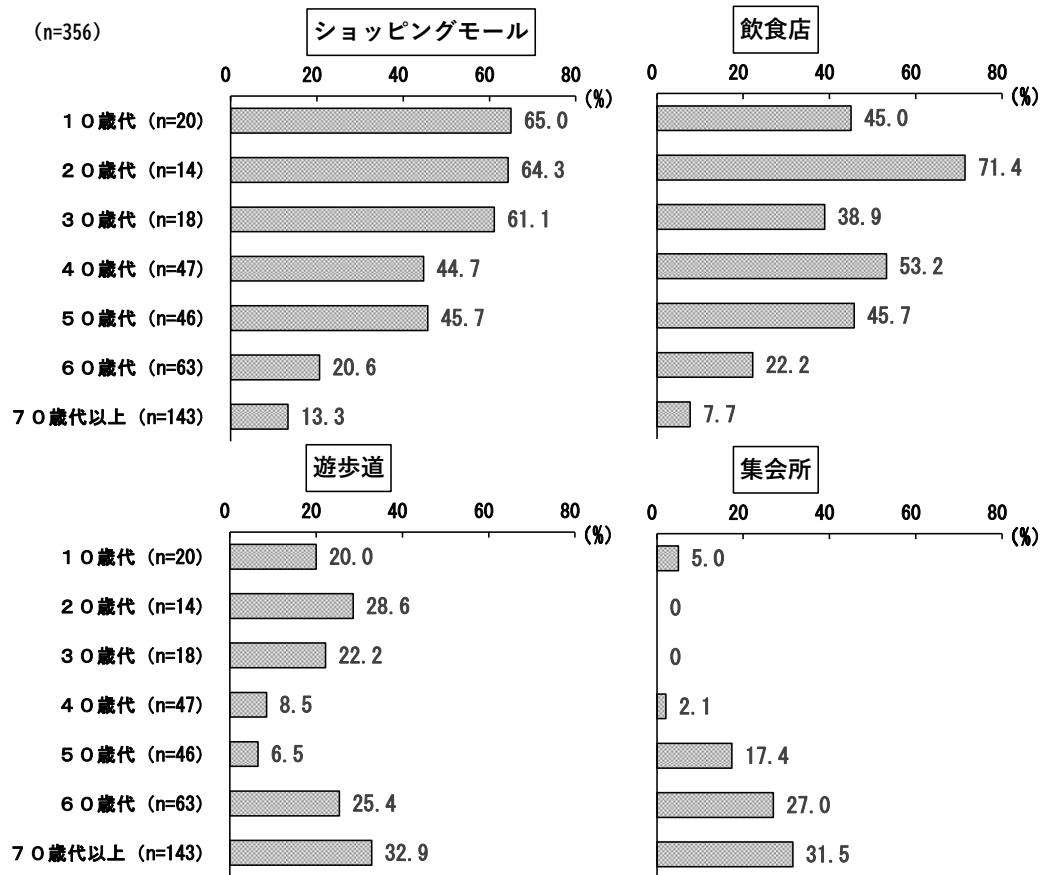 (n=356)
ショッピングモール
飲食店
0 20 40 60 80
(%)
0 20 40 60 80
(%)
１０歳代 (n=20) 65.0 45.0
２０歳代 (n=14) 64.3 71.4
３０歳代 (n=18) 61.1 38.9
４０歳代 (n=47) 44.7 53.2
５０歳代 (n=46) 45.7 45.7
６０歳代 (n=63) 20.6 22.2
７０歳代以上 (n=143) 13.3 7.7
遊歩道
集会所
0 20 40 60 80
(%)
0 20 40 60 80
(%)
１０歳代 (n=20) 20.0 5.0
２０歳代 (n=14) 28.6 0
３０歳代 (n=18) 22.2 0
４０歳代 (n=47) 8.5 2.1
５０歳代 (n=46) 6.5 17.4
６０歳代 (n=63) 25.4 27.0
７０歳代以上 (n=143) 32.9 31.5